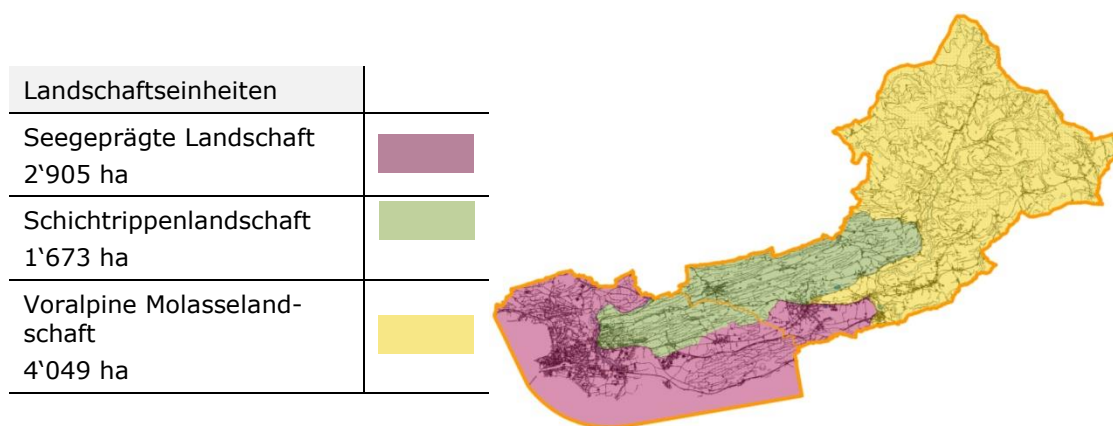 Landschaftseinheiten
Seegeprägte Landschaft
2‘905 ha
Schichtrippenlandschaft
1‘673 ha
Voralpine Molasseland-
schaft
4‘049 ha